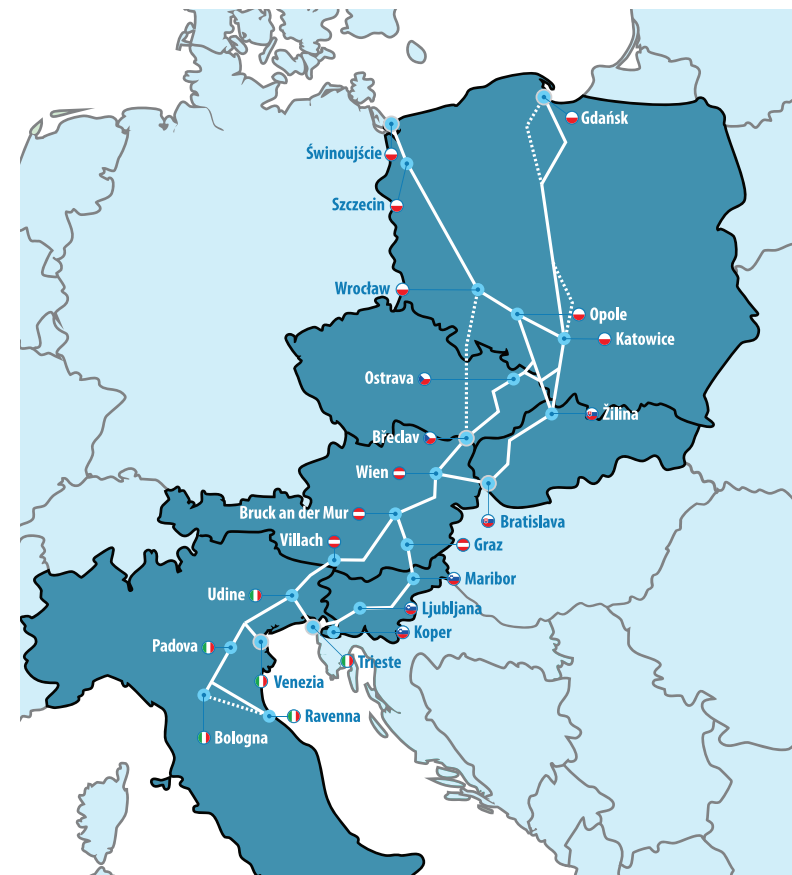 Gdańsk
Świnoujście
Szczecin
Wrocław
Opole
Katowice
Ostrava
Žilina
Břeclav
Wien
Bruck an der Mur
Bratislava
Villach
Graz
Maribor
Udine
Ljubljana
Koper
Padova
Trieste
Venezia
Ravenna
Bologna